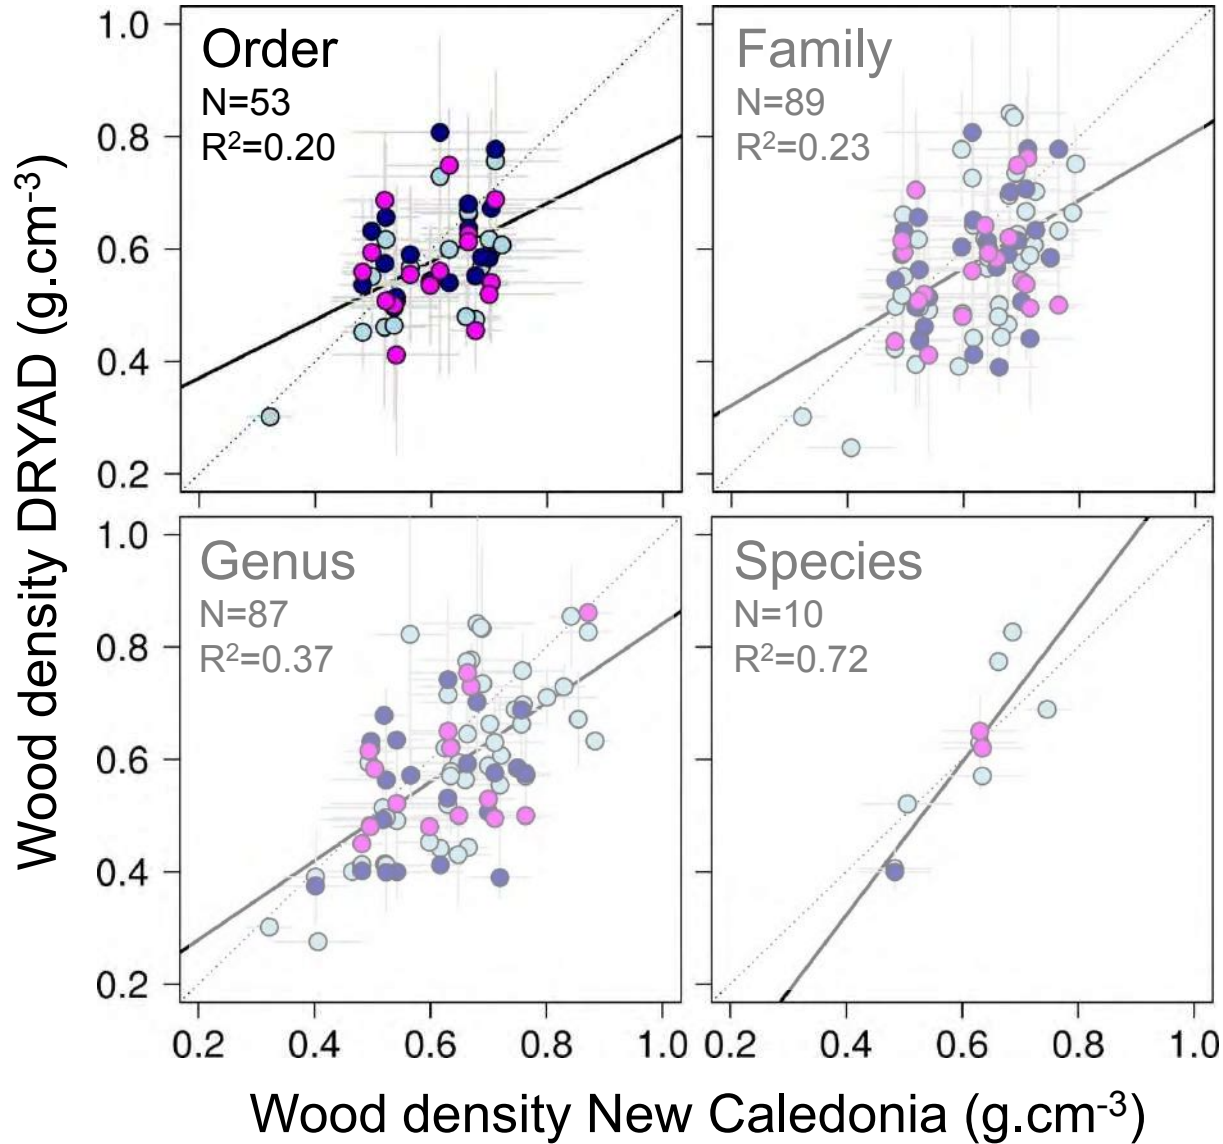 Wood density DRYAD (g.cm⁻³)
Order
N=53
R²=0.20
1.0
0.8
0.6
0.4
0.2
Family
N=89
R²=0.23
Genus
N=87
R²=0.37
1.0
0.8
0.6
0.4
0.2
Species
N=10
R²=0.72
0.2 0.4 0.6 0.8 1.0 0.2 0.4 0.6 0.8 1.0
Wood density New Caledonia (g.cm⁻³)